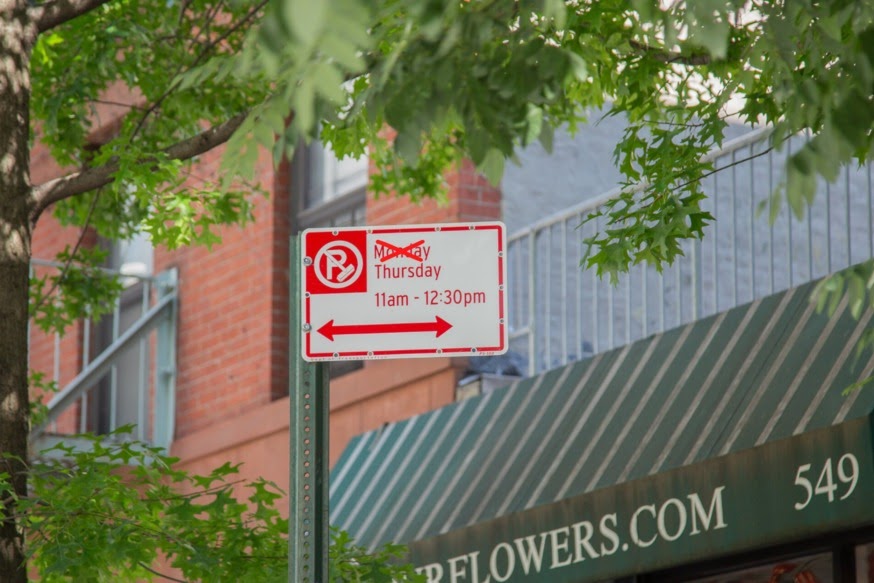 P
Monday
Thursday
11am - 12:30pm
549
FLOWERS.COM